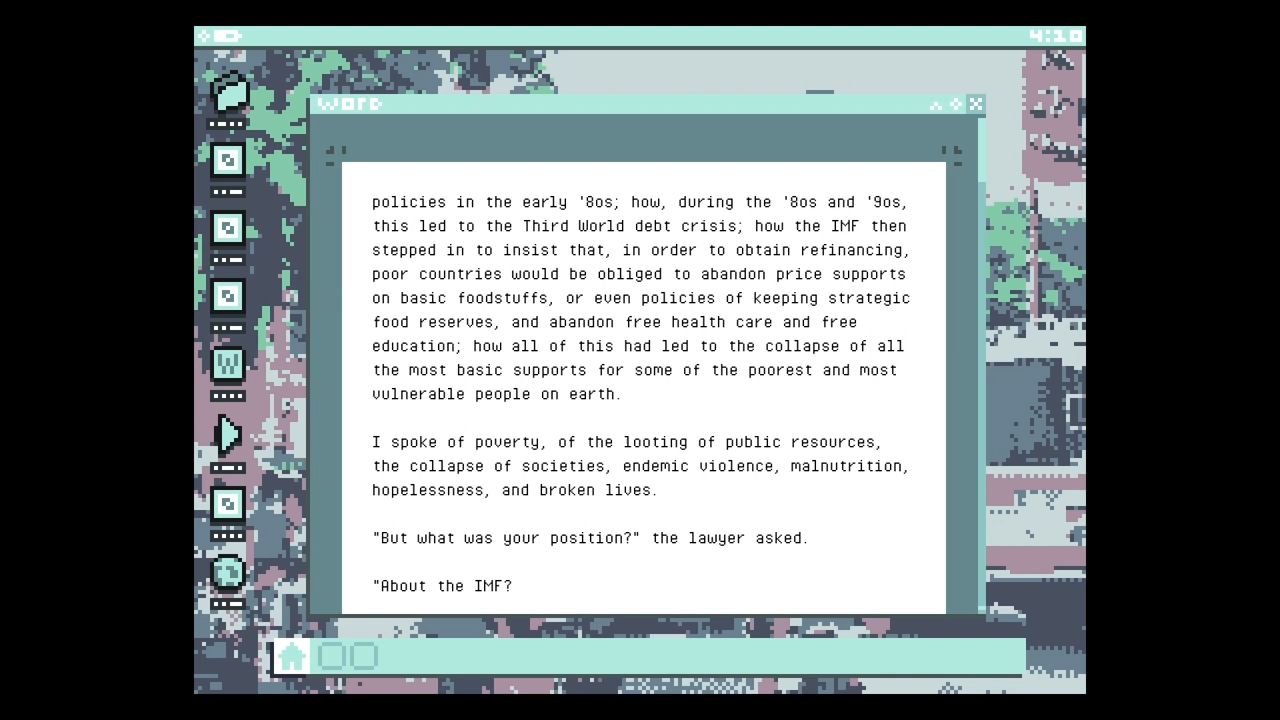 4:10
Word
policies in the early '80s; how, during the '80s and '90s,
this led to the Third World debt crisis; how the IMF then
stepped in to insist that, in order to obtain refinancing,
poor countries would be obliged to abandon price supports
on basic foodstuffs, or even policies of keeping strategic
food reserves, and abandon free health care and free
education; how all of this had led to the collapse of all
the most basic supports for some of the poorest and most
vulnerable people on earth.
I spoke of poverty, of the looting of public resources,
the collapse of societies, endemic violence, malnutrition,
hopelessness, and broken lives.
"But what was your position?" the lawyer asked.
"About the IMF?
W